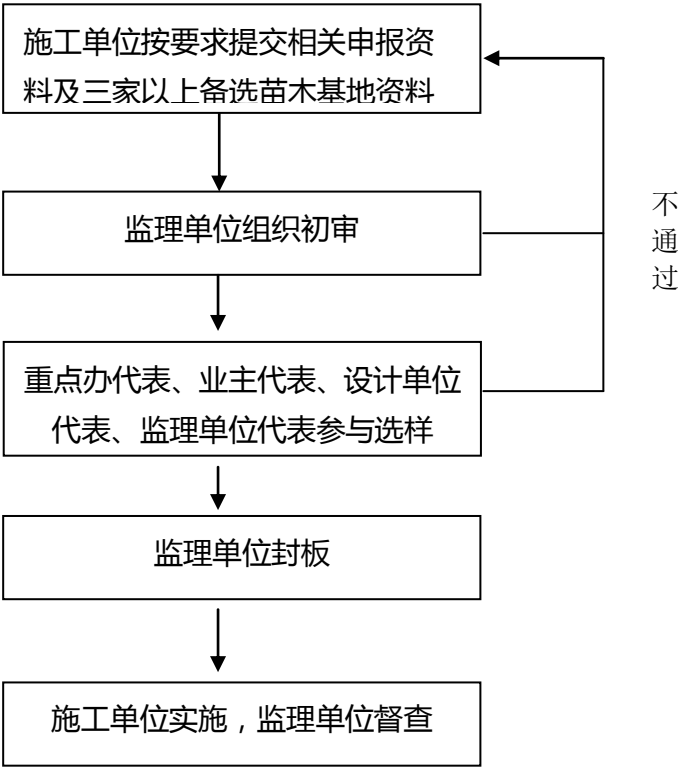 施工单位按要求提交相关申报资
料及三家以上备选苗木基地资料
监理单位组织初审
不
通
过
重点办代表、业主代表、设计单位
代表、监理单位代表参与选样
监理单位封板
施工单位实施，监理单位督查